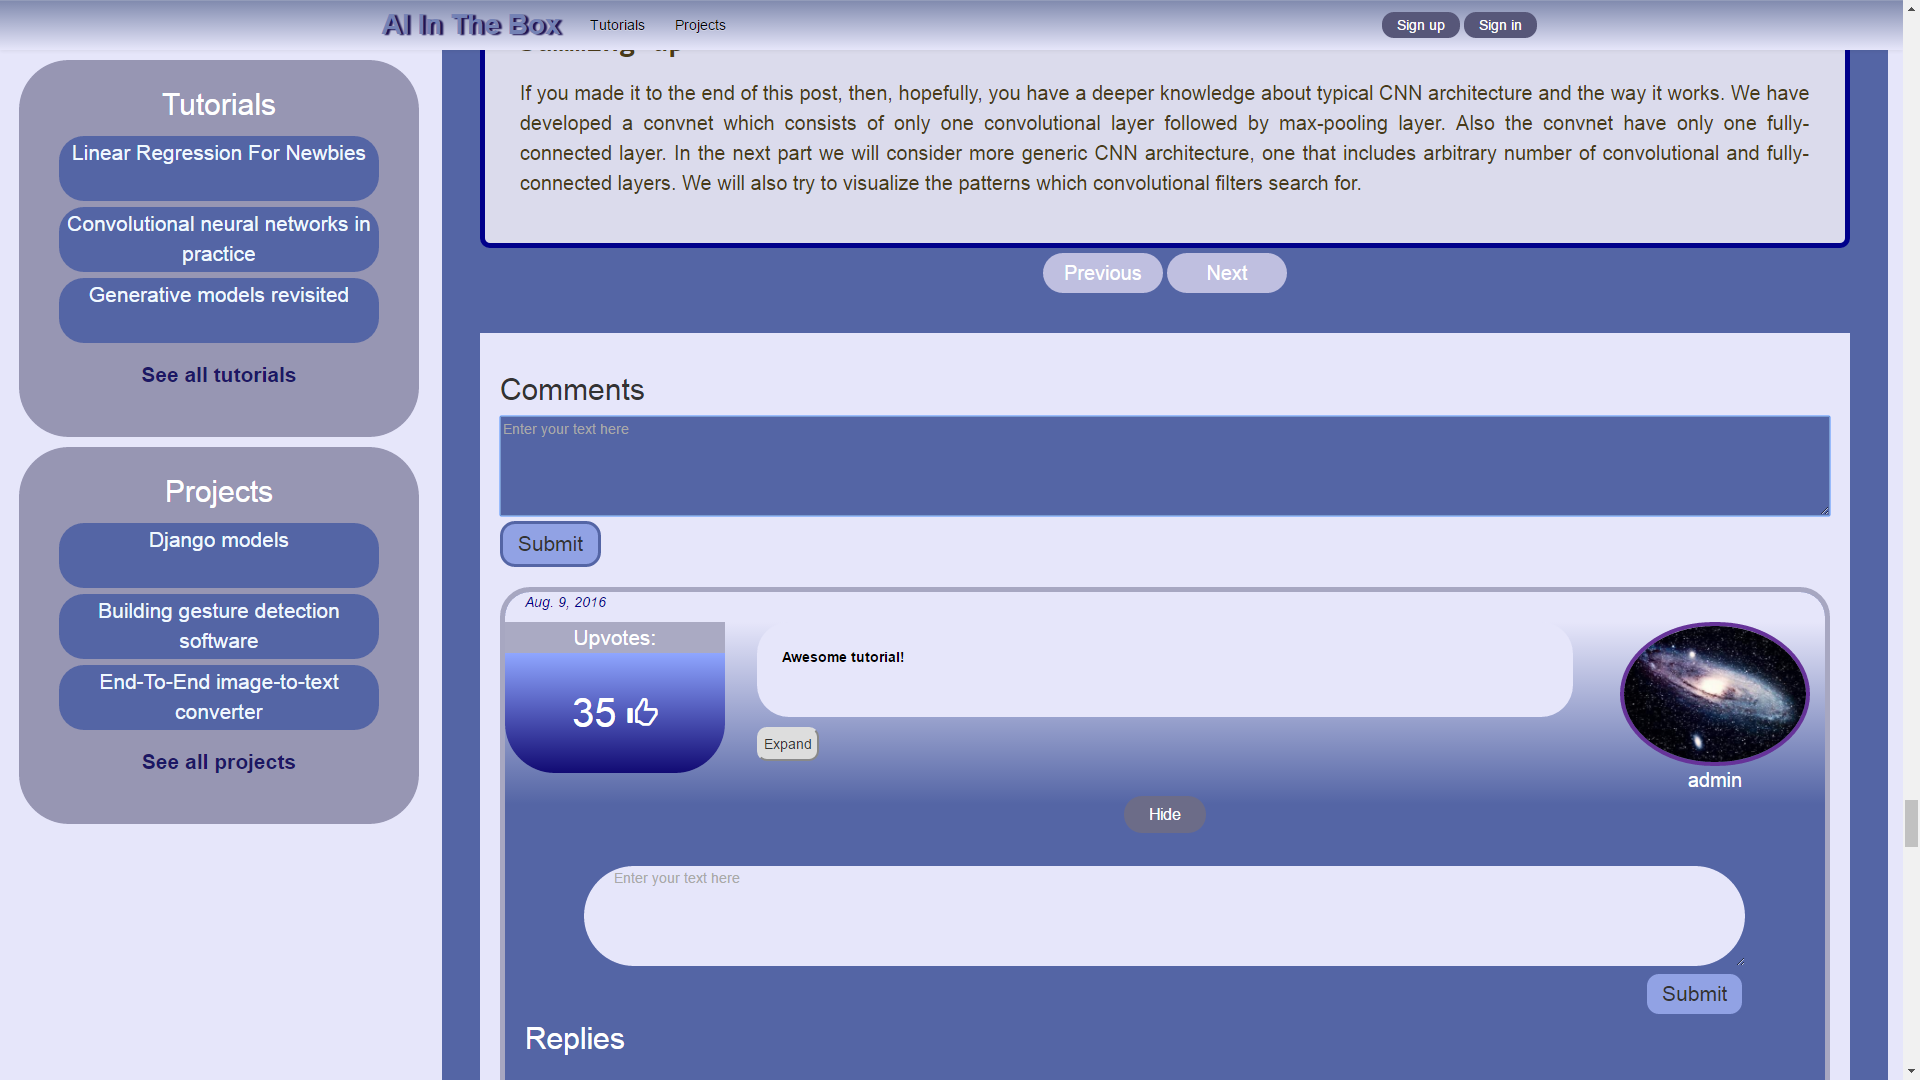 AI In The Box
Tutorials
Projects
Sign up
Sign in
Tutorials
Linear Regression For Newbies
Convolutional neural networks in
practice
Generative models revisited
See all tutorials
Projects
Django models
Building gesture detection
software
End-To-End image-to-text
converter
See all projects
If you made it to the end of this post, then, hopefully, you have a deeper knowledge about typical CNN architecture and the way it works. We have
developed a convnet which consists of only one convolutional layer followed by max-pooling layer. Also the convnet have only one fully-
connected layer. In the next part we will consider more generic CNN architecture, one that includes arbitrary number of convolutional and fully-
connected layers. We will also try to visualize the patterns which convolutional filters search for.
Previous
Next
Comments
Enter your text here
Submit
Aug. 9, 2016
Upvotes:
35
Awesome tutorial!
Expand
admin
Hide
Enter your text here
Submit
Replies